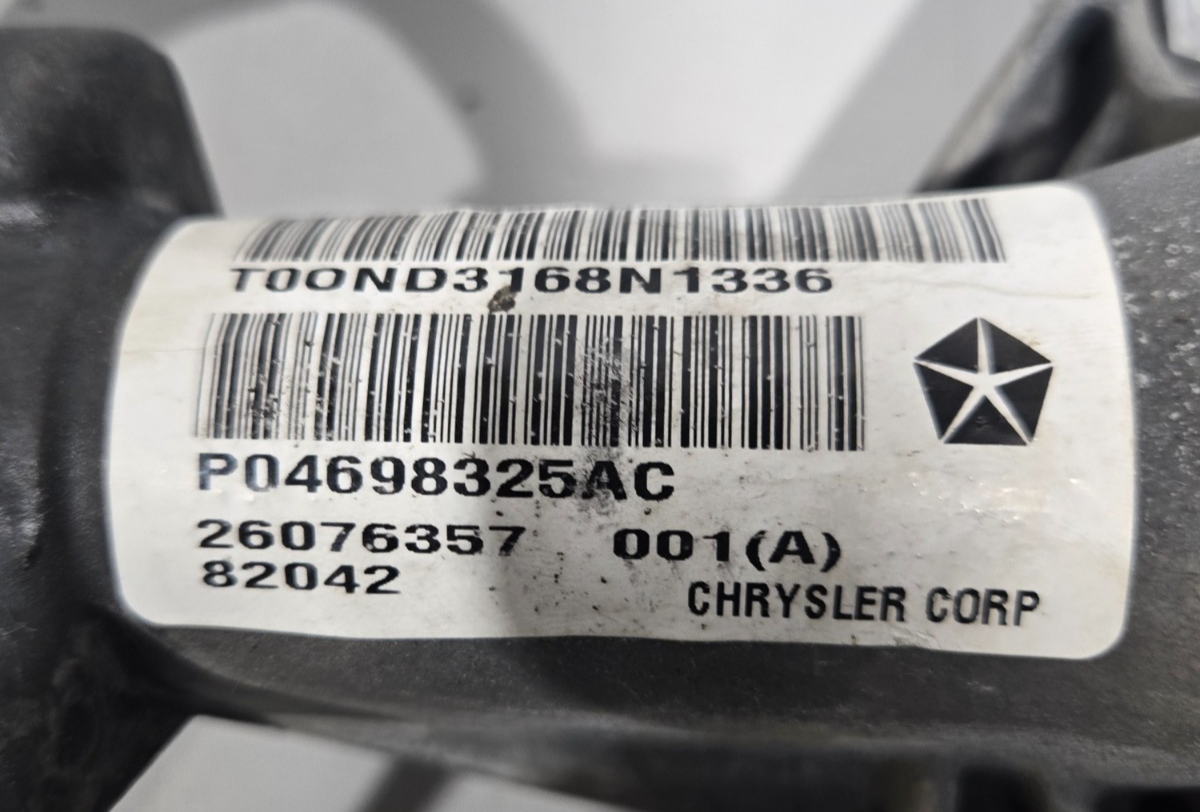 T00ND3168N1336
P04698325AC
26076357 001(A)
82042
CHRYSLER CORP